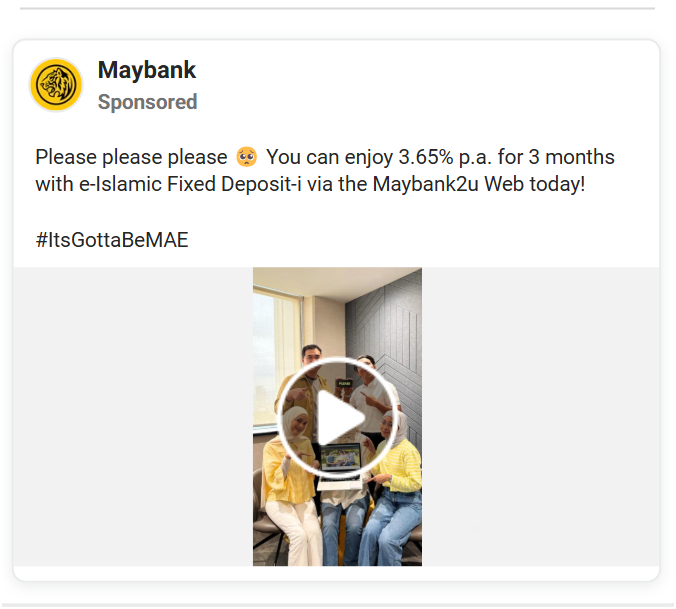 Maybank
Sponsored
Please please please 🥺 You can enjoy 3.65% p.a. for 3 months
with e-Islamic Fixed Deposit-i via the Maybank2u Web today!
#ItsGottaBeMAE
PLEASE